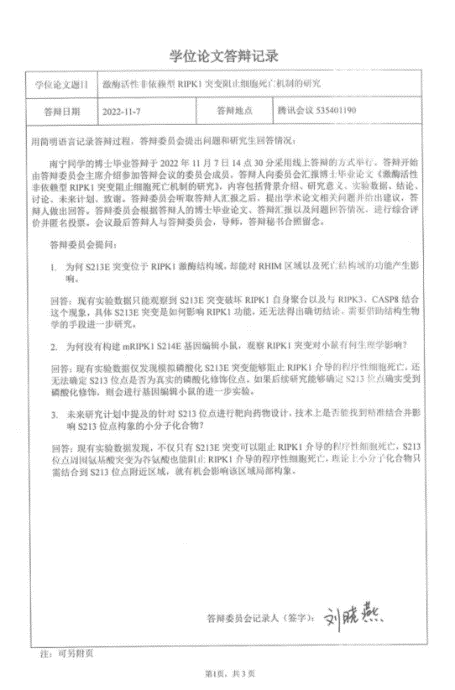 学位论文答辩记录
学位论文题目 激酶活性非依赖型 RIPK1 突变阻止细胞死亡机制的研究
答辩日期 2022-11-7 答辩地点 腾讯会议 535401190
用简明语言记录答辩过程，答辩委员会提出问题和研究生回答情况：
南宁同学的博士毕业答辩于 2022 年 11 月 7 日 14 点 30 分采用线上答辩的方式举行。答辩开始
由答辩委员会主席介绍参加答辩会议的委员会成员。答辩人向委员会汇报博士毕业论文《激酶活性
非依赖型 RIPK1 突变阻止细胞死亡机制的研究》，内容包括背景介绍、研究意义、实验数据、结论、
讨论、未来计划、致谢。答辩委员会听取答辩人汇报之后，提出学术论文相关问题并给出建议，答
辩人做出回答。答辩委员会根据答辩人的博士毕业论文、答辩汇报以及问题回答情况，进行综合评
价并匿名投票。会议最后答辩人与答辩委员会，导师，答辩秘书合照留念。
答辩委员会提问：
1. 为何 S213E 突变位于 RIPK1 激酶结构域，却能对 RHIM 区域以及死亡结构域的功能产生影
响。
回答：现有实验数据只能观察到 S213E 突变破坏 RIPK1 自身聚合以及与 RIPK3、CASP8 结合
这个现象，具体 S213E 突变是如何影响 RIPK1 功能，还无法得出确切结论，需要借助结构生物
学的手段进一步研究。
2. 为何没有构建 mRIPK1 S214E 基因编辑小鼠，观察 RIPK1 突变对小鼠有何生理学影响？
回答：现有实验数据仅发现模拟磷酸化 S213E 突变能够阻止 RIPK1 介导的程序性细胞死亡，还
无法确定 S213 位点是否为真实的磷酸化修饰位点。如果后续研究能够确定 S213 位点确实受到
磷酸化修饰，则会进行基因编辑小鼠的进一步实验。
3. 未来研究计划中提及的针对 S213 位点进行靶向药物设计，技术上是否能找到精准结合并影
响 S213 位点构象的小分子化合物？
回答：现有实验数据发现，不仅只有 S213E 突变可以阻止 RIPK1 介导的程序性细胞死亡，S213
位点周围氨基酸突变为谷氨酸也能阻止 RIPK1 介导的程序性细胞死亡，理论上小分子化合物只
需结合到 S213 位点附近区域，就有机会影响该区域局部构象。
答辩委员会记录人（签字）：刘晓燕
注：可另附页
第1页，共 3 页